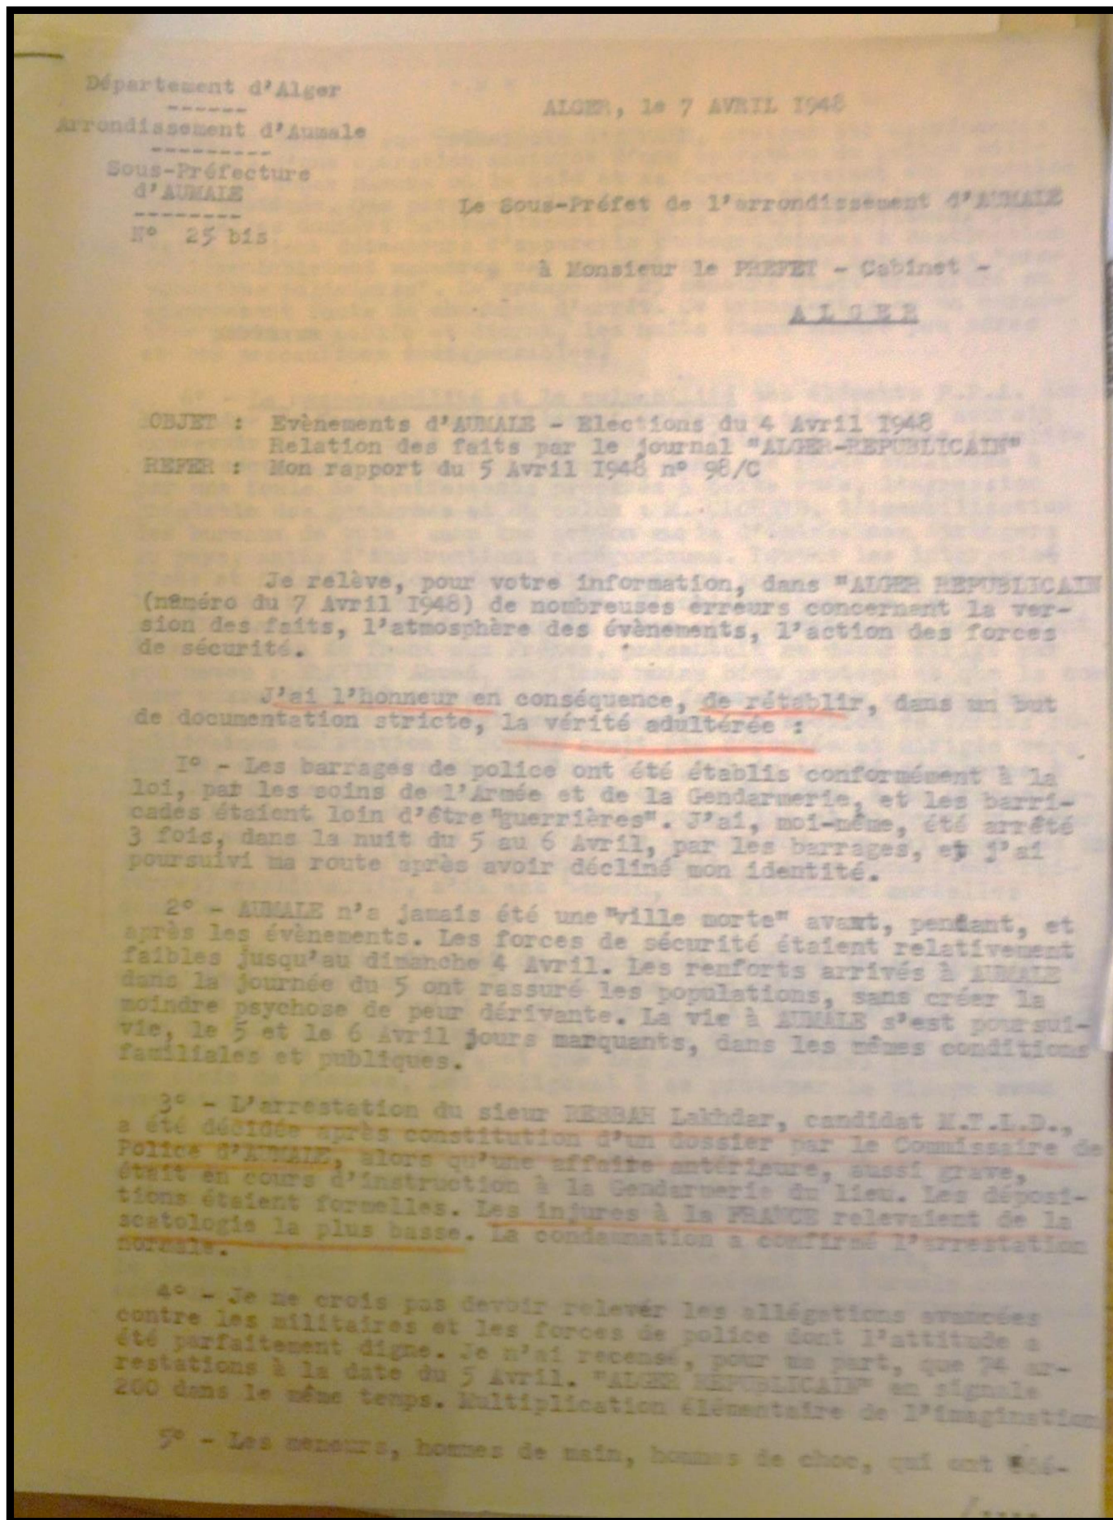 Département d'Alger
------
ALGER, le 7 AVRIL 1948
Arrondissement d'Aumale
---------
Sous-Préfecture
d'AUMALE
--------
N° 25 bis
Le Sous-Préfet de l'arrondissement d'AUMALE
à Monsieur le PREFET - Cabinet -
A L G E R
OBJET : Evènements d'AUMALE - Elections du 4 Avril 1948
Relation des faits par le journal "ALGER-REPUBLICAIN"
REFER : Mon rapport du 5 Avril 1948 n° 98/C
Je relève, pour votre information, dans "ALGER REPUBLICAIN
(numéro du 7 Avril 1948) de nombreuses erreurs concernant la ver-
sion des faits, l'atmosphère des évènements, l'action des forces
de sécurité.
J'ai l'honneur en conséquence, de rétablir, dans un but
de documentation stricte, la vérité adultérée :
1° - Les barrages de police ont été établis conformément à la
loi, par les soins de l'Armée et de la Gendarmerie, et les barri-
cades étaient loin d'être "guerrières". J'ai, moi-même, été arrêté
3 fois, dans la nuit du 5 au 6 Avril, par les barrages, et j'ai
poursuivi ma route après avoir décliné mon identité.
2° - AUMALE n'a jamais été une "ville morte" avant, pendant, et
après les évènements. Les forces de sécurité étaient relativement
faibles jusqu'au dimanche 4 Avril. Les renforts arrivés à AUMALE
dans la journée du 5 ont rassuré les populations, sans créer la
moindre psychose de peur dérivante. La vie à AUMALE s'est poursui-
vie, le 5 et le 6 Avril jours marquants, dans les mêmes conditions
familiales et publiques.
3° - L'arrestation du sieur REBBAH Lakhdar, candidat M.T.L.D.,
a été décidée après constitution d'un dossier par le Commissaire de
Police d'AUMALE, alors qu'une affaire antérieure, aussi grave,
était en cours d'instruction à la Gendarmerie du lieu. Les déposi-
tions étaient formelles. Les injures à la FRANCE relevaient de la
scatologie la plus basse. La condamnation a confirmé l'arrestation
normale.
4° - Je ne crois pas devoir relever les allégations avancées
contre les militaires et les forces de police dont l'attitude a
été parfaitement digne. Je n'ai recensé, pour ma part, que 74 ar-
restations à la date du 5 Avril. "ALGER REPUBLICAIN" en signale
200 dans le même temps. Multiplication élémentaire de l'imagination
5° - Les meneurs, hommes de main, hommes de choc, qui ont